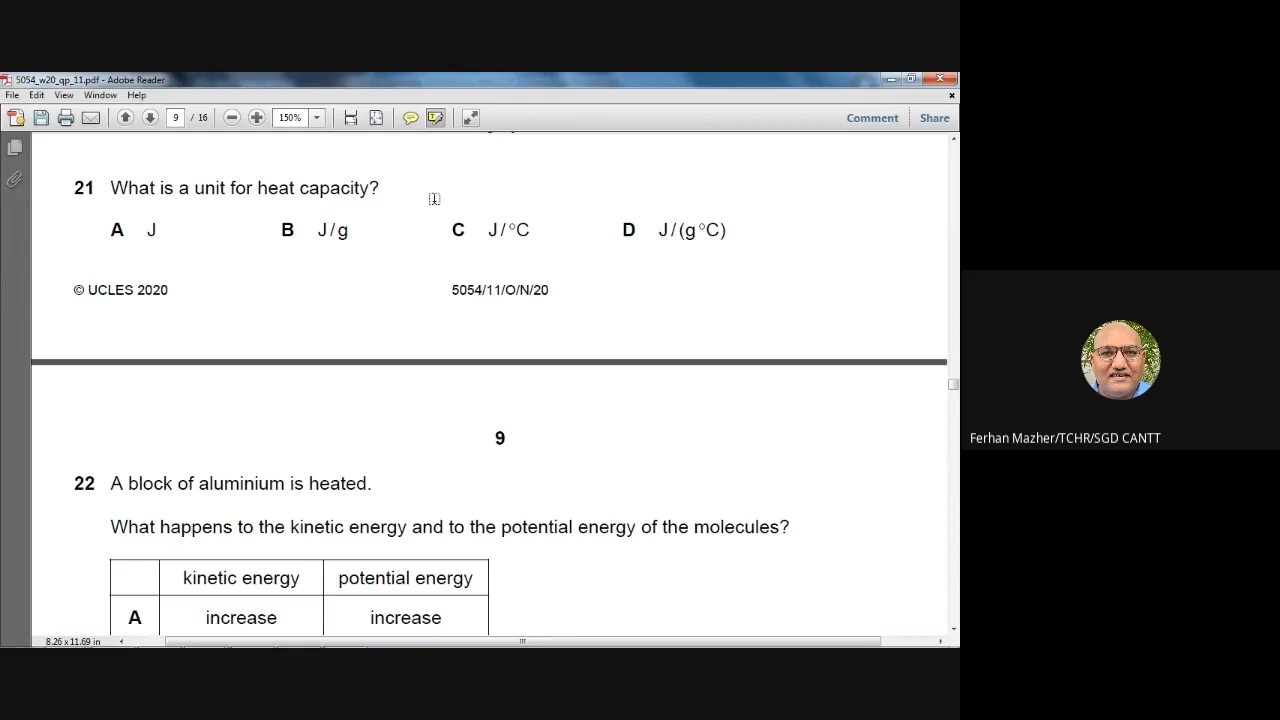 5054_w20_qp_11.pdf - Adobe Reader
File Edit View Window Help
9 / 16 150% Comment Share
21 What is a unit for heat capacity?
A J B J / g C J / °C D J / (g °C)
© UCLES 2020 5054/11/O/N/20
9
22 A block of aluminium is heated.
What happens to the kinetic energy and to the potential energy of the molecules?
kinetic energy potential energy
A increase increase
8.26 x 11.69 in
Ferhan Mazher/TCHR/SGD CANTT